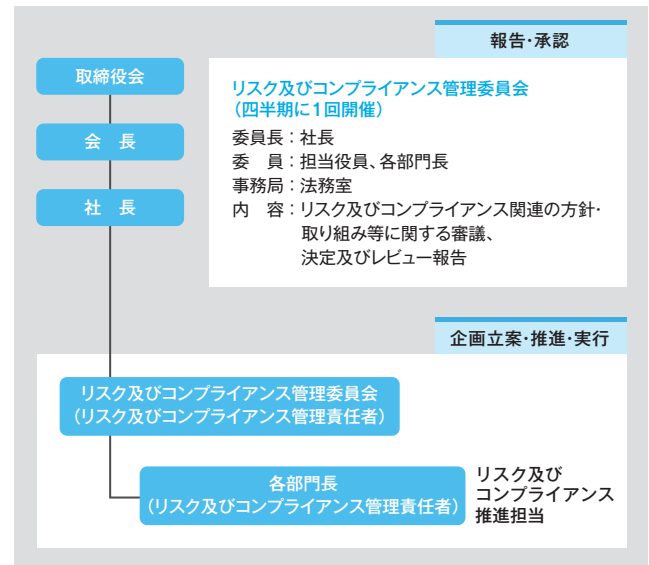 報告・承認
取締役会
会　長
社　長
リスク及びコンプライアンス管理委員会
（四半期に1回開催）
委員長：社長
委　員：担当役員、各部門長
事務局：法務室
内　容：リスク及びコンプライアンス関連の方針・
取り組み等に関する審議、
決定及びレビュー報告
企画立案・推進・実行
リスク及びコンプライアンス管理委員会
（リスク及びコンプライアンス管理責任者）
各部門長
（リスク及びコンプライアンス管理責任者）
リスク及び
コンプライアンス
推進担当